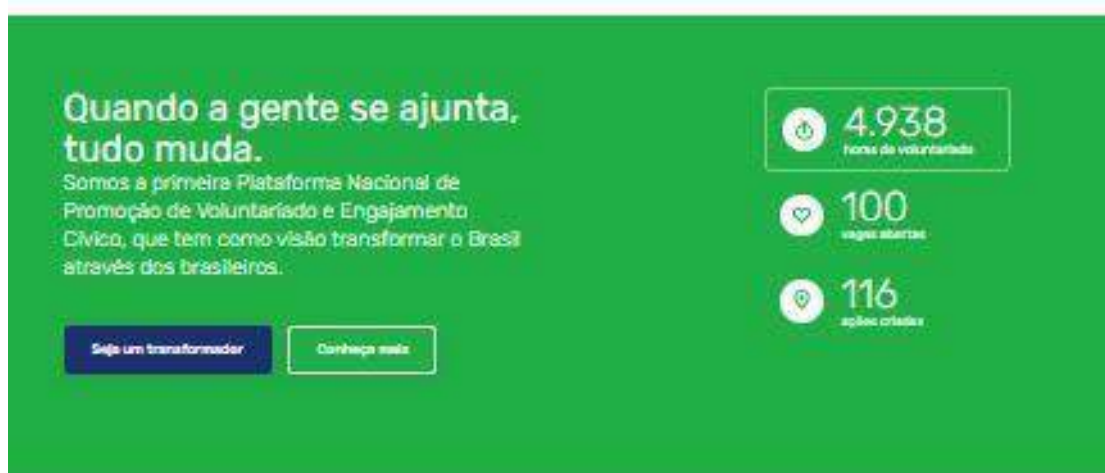 Quando a gente se ajunta,
tudo muda.
Somos a primeira Plataforma Nacional de
Promoção de Voluntariado e Engajamento
Cívico, que tem como visão transformar o Brasil
através dos brasileiros.
Seja um transformador
Conheça mais
4.938
horas de voluntariado
100
vagas abertas
116
ações criadas